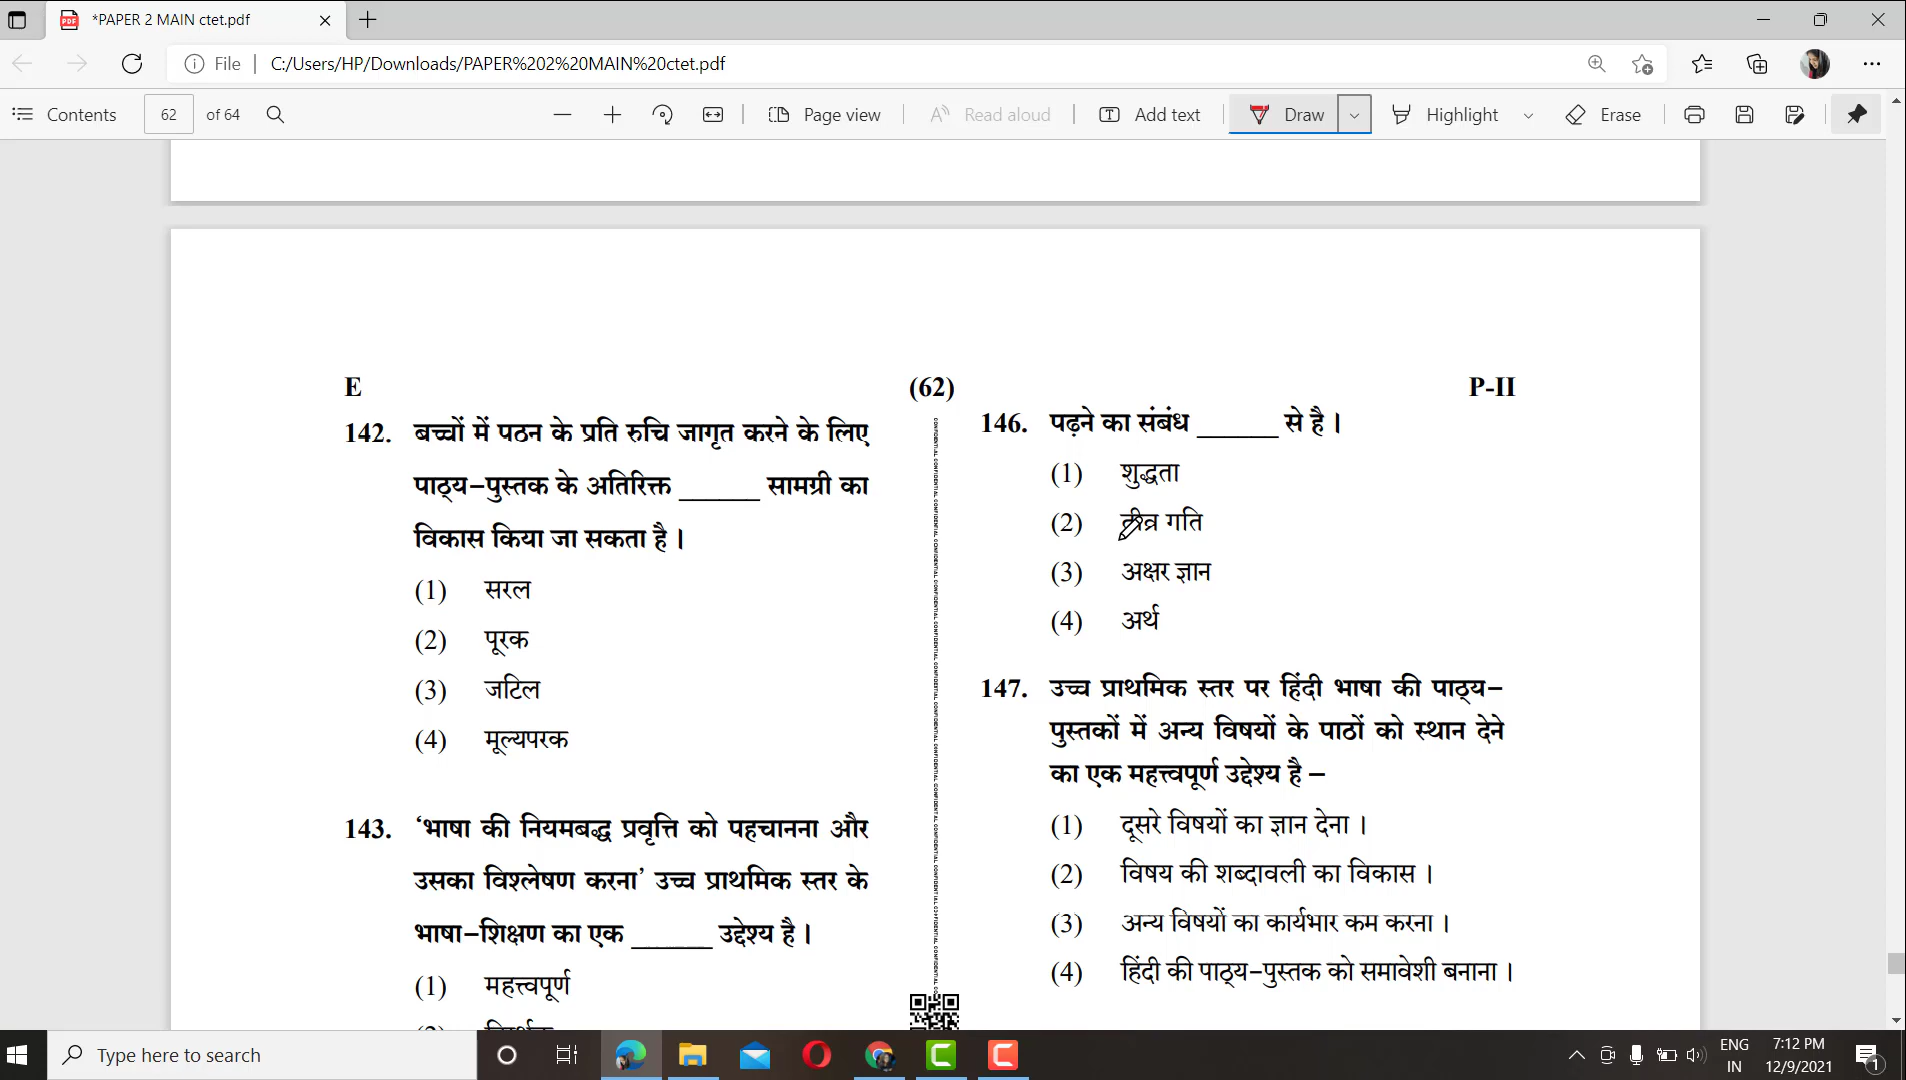 *PAPER 2 MAIN ctet.pdf
File
C:/Users/HP/Downloads/PAPER%202%20MAIN%20ctet.pdf
Contents
62
of 64
Page view
Read aloud
Add text
Draw
Highlight
Erase
E
(62)
P-II
142. बच्चों में पठन के प्रति रुचि जागृत करने के लिए
पाठ्य-पुस्तक के अतिरिक्त ______ सामग्री का
विकास किया जा सकता है ।
(1) सरल
(2) पूरक
(3) जटिल
(4) मूल्यपरक
143. 'भाषा की नियमबद्ध प्रवृत्ति को पहचानना और
उसका विश्लेषण करना' उच्च प्राथमिक स्तर के
भाषा-शिक्षण का एक ______ उद्देश्य है ।
(1) महत्त्वपूर्ण
146. पढ़ने का संबंध ______ से है ।
(1) शुद्धता
(2) तीव्र गति
(3) अक्षर ज्ञान
(4) अर्थ
147. उच्च प्राथमिक स्तर पर हिंदी भाषा की पाठ्य-
पुस्तकों में अन्य विषयों के पाठों को स्थान देने
का एक महत्त्वपूर्ण उद्देश्य है –
(1) दूसरे विषयों का ज्ञान देना ।
(2) विषय की शब्दावली का विकास ।
(3) अन्य विषयों का कार्यभार कम करना ।
(4) हिंदी की पाठ्य-पुस्तक को समावेशी बनाना ।
Type here to search
ENG
IN
7:12 PM
12/9/2021
1